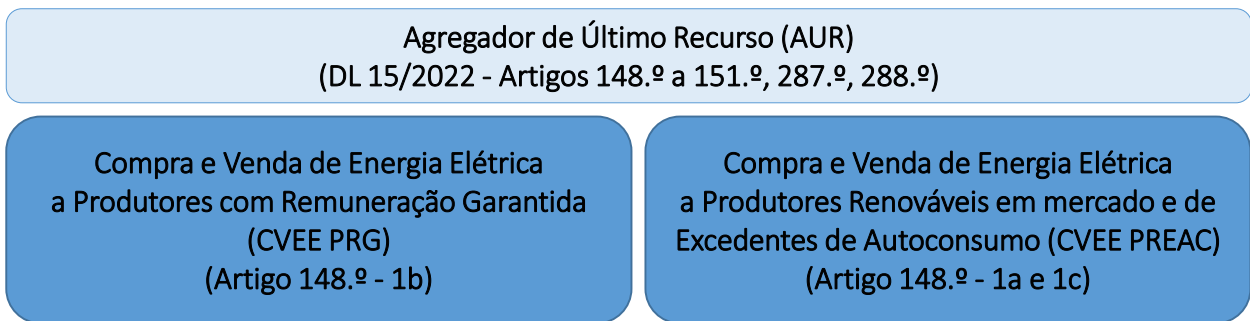 Agregador de Último Recurso (AUR)
(DL 15/2022 - Artigos 148.º a 151.º, 287.º, 288.º)
Compra e Venda de Energia Elétrica
a Produtores com Remuneração Garantida
(CVEE PRG)
(Artigo 148.º - 1b)
Compra e Venda de Energia Elétrica
a Produtores Renováveis em mercado e de
Excedentes de Autoconsumo (CVEE PREAC)
(Artigo 148.º - 1a e 1c)